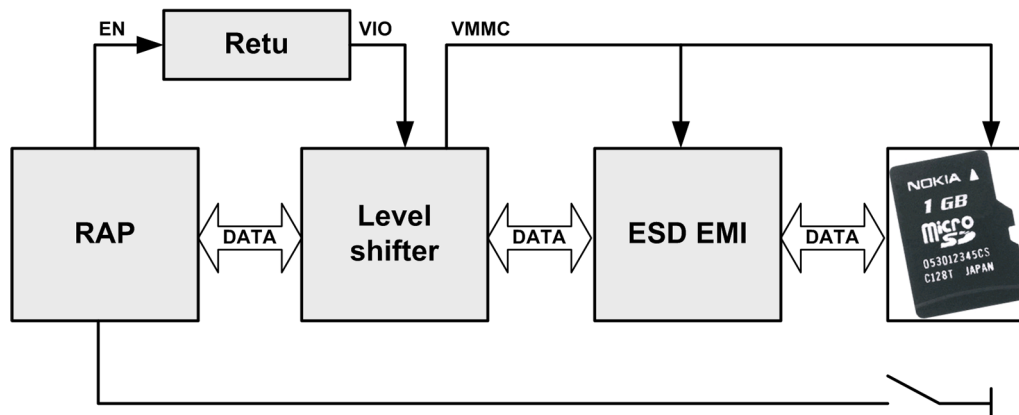 EN
Retu
VIO
VMMC
RAP
DATA
Level
shifter
DATA
ESD EMI
DATA
NOKIA
1 GB
Micro
SD
053012345CS
C128T JAPAN